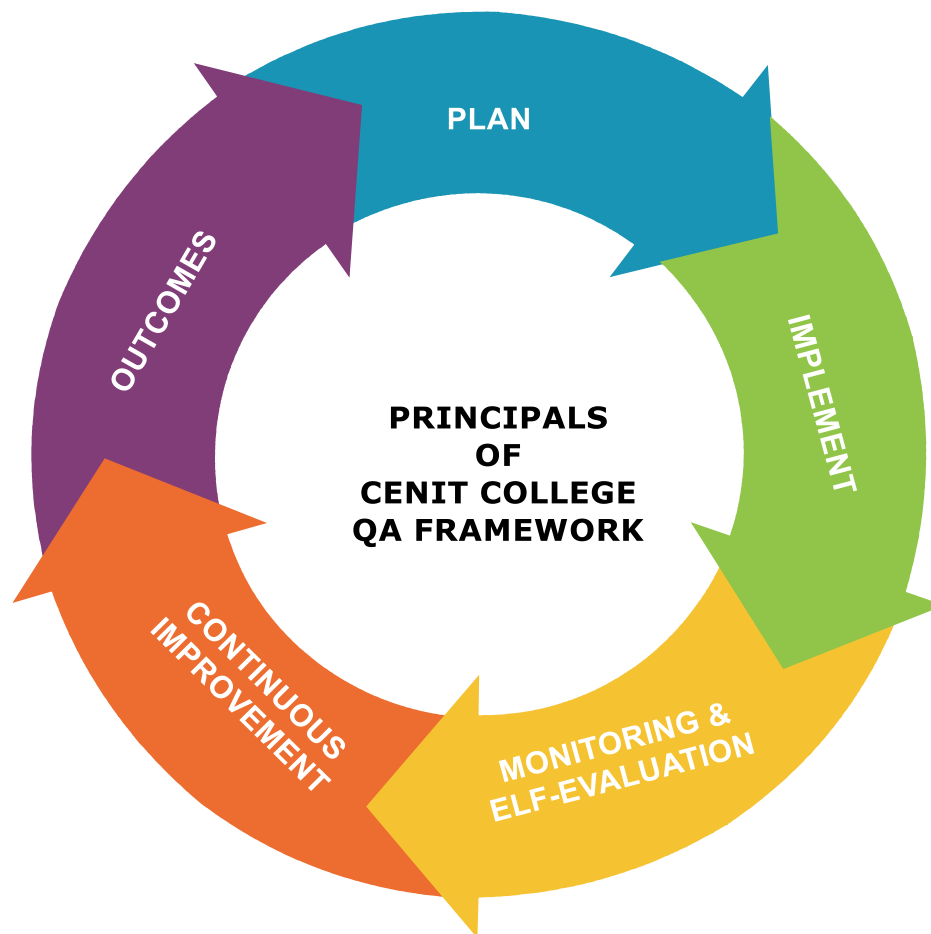 PLAN
IMPLEMENT
MONITORING &
ELF-EVALUATION
CONTINUOUS
IMPROVEMENT
OUTCOMES
PRINCIPALS
OF
CENIT COLLEGE
QA FRAMEWORK